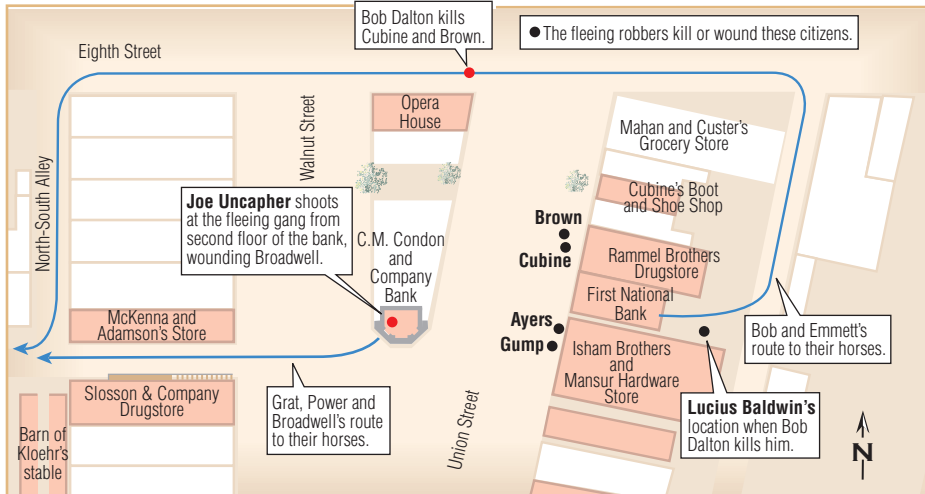 Bob Dalton kills
Cubine and Brown.
The fleeing robbers kill or wound these citizens.
Eighth Street
Opera
House
Walnut Street
Mahan and Custer's
Grocery Store
North-South Alley
Joe Uncapher shoots
at the fleeing gang from
second floor of the bank,
wounding Broadwell.
Cubine's Boot
and Shoe Shop
Brown
Cubine
C.M. Condon
and
Company
Bank
Rammel Brothers
Drugstore
First National
Bank
McKenna and
Adamson's Store
Ayers
Gump
Bob and Emmett's
route to their horses.
Isham Brothers
and
Mansur Hardware
Store
Slosson & Company
Drugstore
Grat, Power and
Broadwell's route
to their horses.
Union Street
Lucius Baldwin's
location when Bob
Dalton kills him.
Barn of
Kloehr's
stable
N